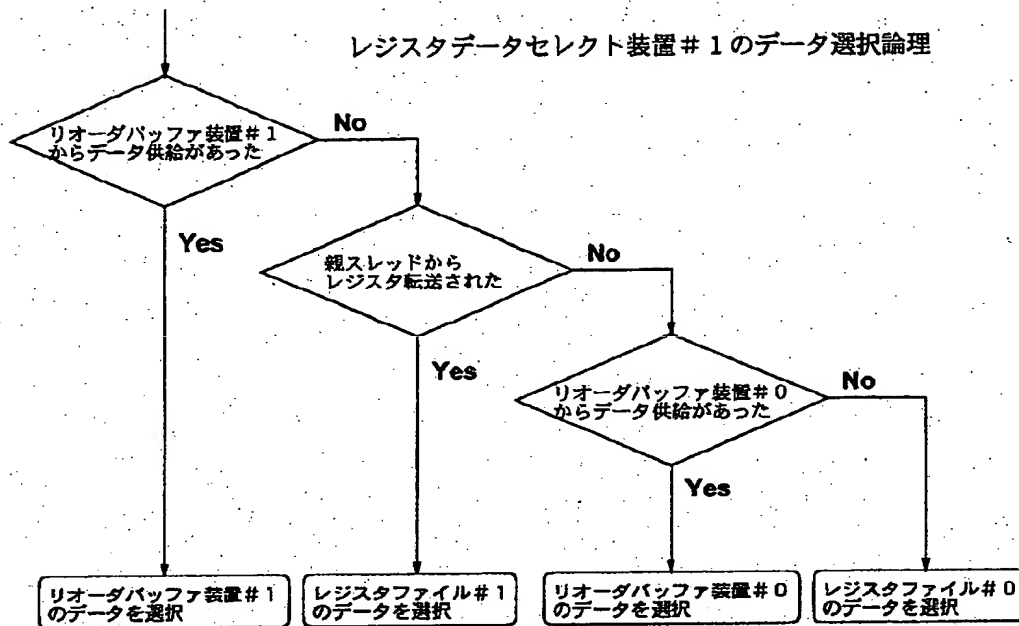 レジスタデータセレクト装置＃１のデータ選択論理
リオーダバッファ装置＃１
からデータ供給があった
No
Yes
親スレッドから
レジスタ転送された
No
Yes
リオーダバッファ装置＃０
からデータ供給があった
No
Yes
リオーダバッファ装置＃１
のデータを選択
レジスタファイル＃１
のデータを選択
リオーダバッファ装置＃０
のデータを選択
レジスタファイル＃０
のデータを選択